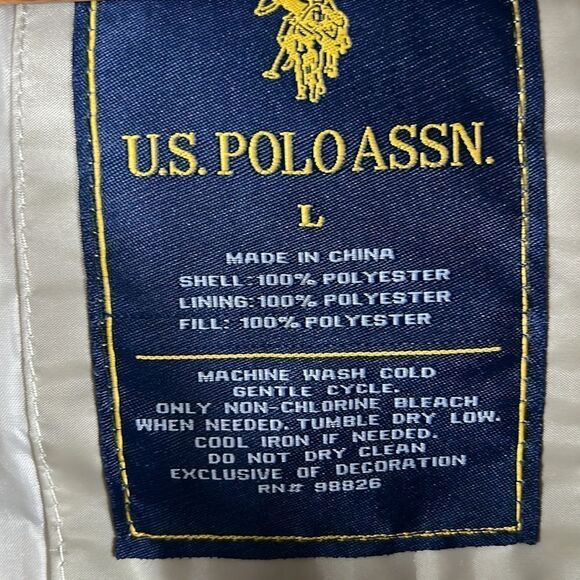 U.S. POLO ASSN.
L
MADE IN CHINA
SHELL: 100% POLYESTER
LINING: 100% POLYESTER
FILL: 100% POLYESTER
MACHINE WASH COLD
GENTLE CYCLE.
ONLY NON-CHLORINE BLEACH
WHEN NEEDED. TUMBLE DRY LOW.
COOL IRON IF NEEDED.
DO NOT DRY CLEAN
EXCLUSIVE OF DECORATION
RN# 98826